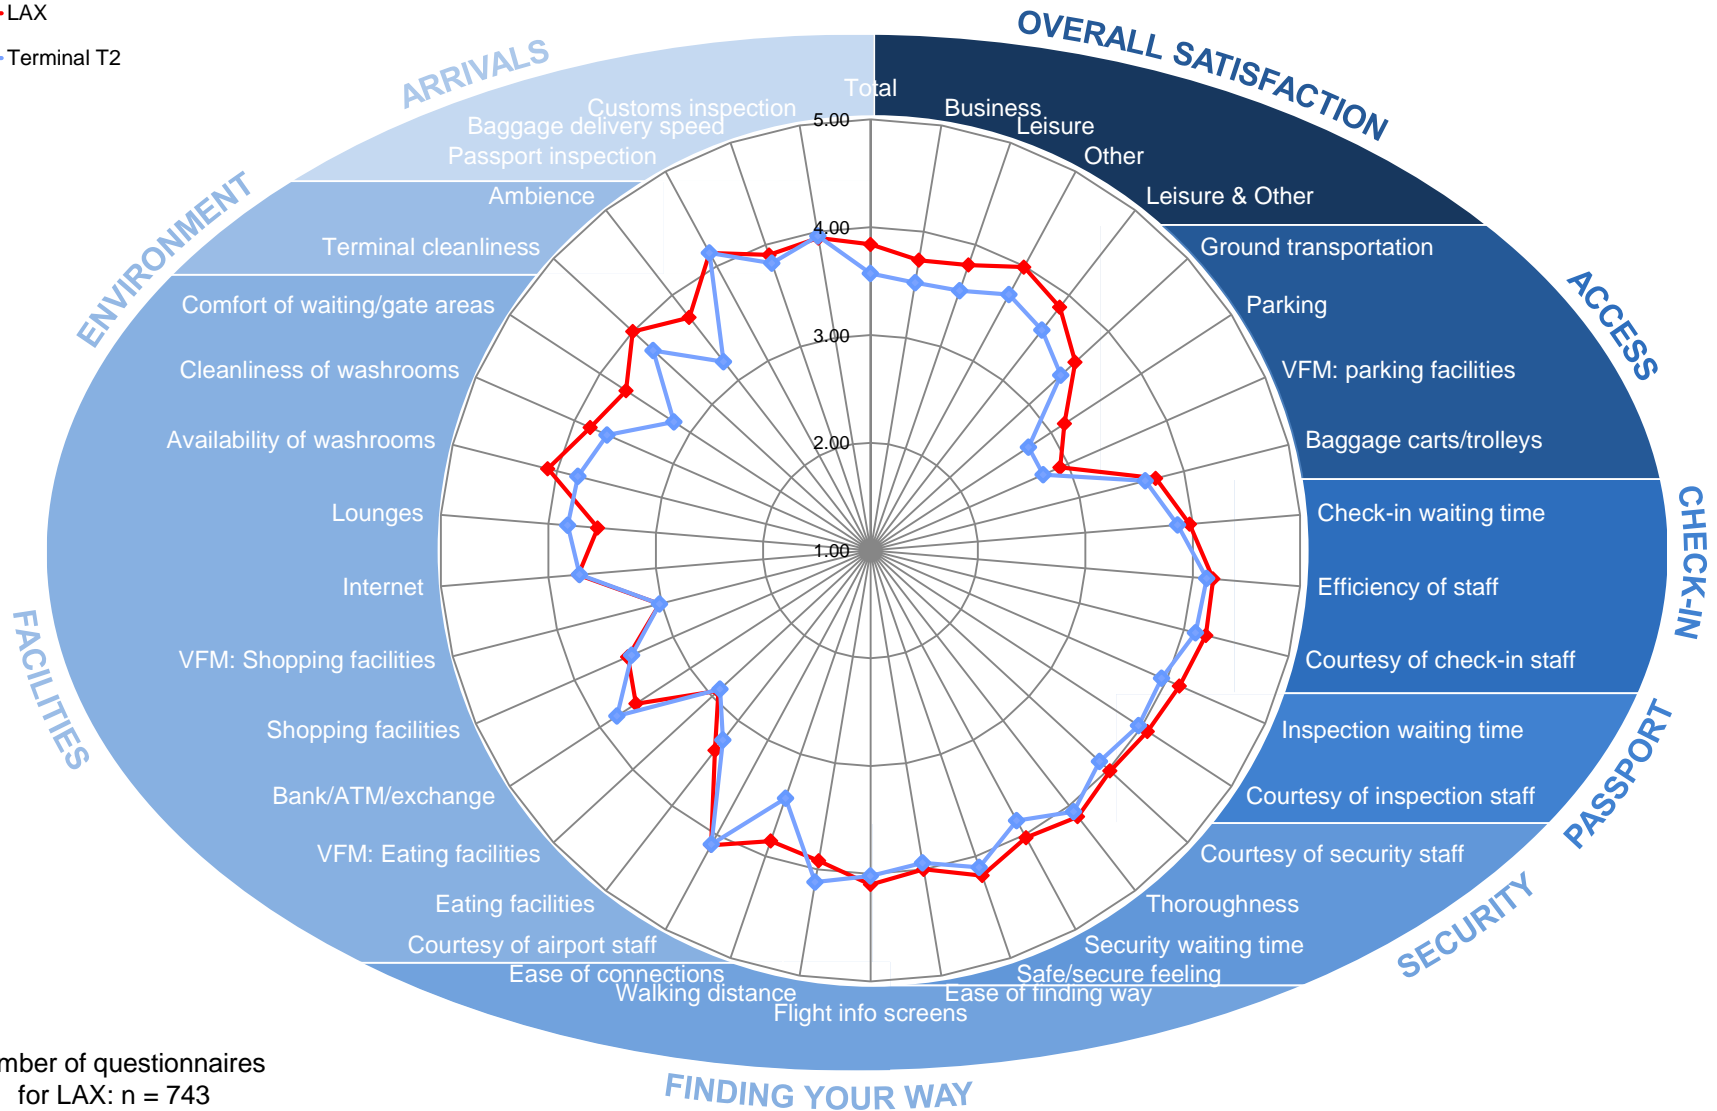 LAX
Terminal T2
OVERALL SATISFACTION
ARRIVALS
ENVIRONMENT
ACCESS
CHECK-IN
PASSPORT
SECURITY
FINDING YOUR WAY
FACILITIES
Total
Business
Leisure
Other
Leisure & Other
Ground transportation
Parking
VFM: parking facilities
Baggage carts/trolleys
Check-in waiting time
Efficiency of staff
Courtesy of check-in staff
Inspection waiting time
Courtesy of inspection staff
Courtesy of security staff
Thoroughness
Security waiting time
Safe/secure feeling
Ease of finding way
Flight info screens
Walking distance
Ease of connections
Courtesy of airport staff
Eating facilities
VFM: Eating facilities
Bank/ATM/exchange
Shopping facilities
VFM: Shopping facilities
Internet
Lounges
Availability of washrooms
Cleanliness of washrooms
Comfort of waiting/gate areas
Terminal cleanliness
Ambience
Passport inspection
Baggage delivery speed
Customs inspection
5.00
4.00
3.00
2.00
1.00
mber of questionnaires
for LAX: n = 743